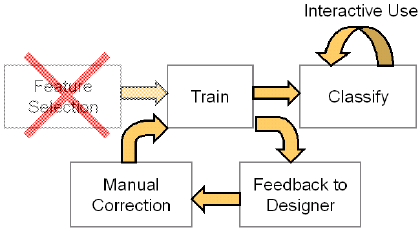 Interactive Use
Feature
Selection
Train
Classify
Manual
Correction
Feedback to
Designer